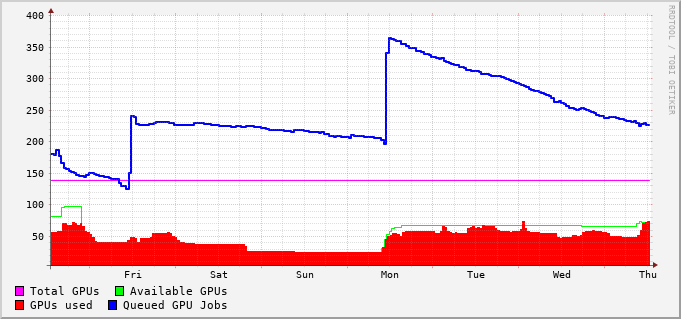 400
350
300
250
200
150
100
50
Fri Sat Sun Mon Tue Wed Thu
Total GPUs Available GPUs
GPUs used Queued GPU Jobs
RRDTOOL / TOBI OETIKER